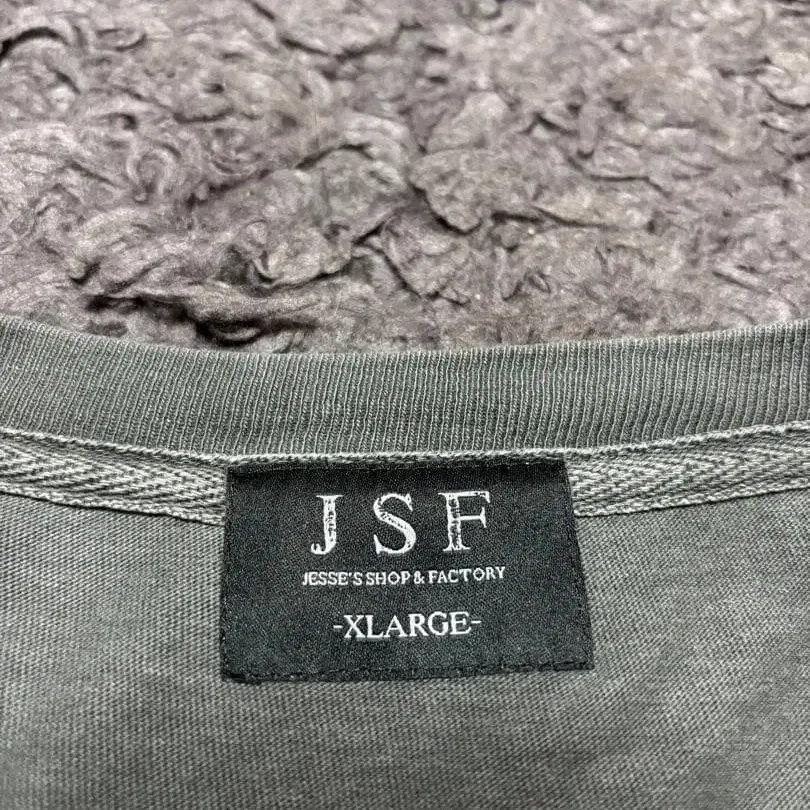 JSF
JESSE'S SHOP & FACTORY
-XLARGE-